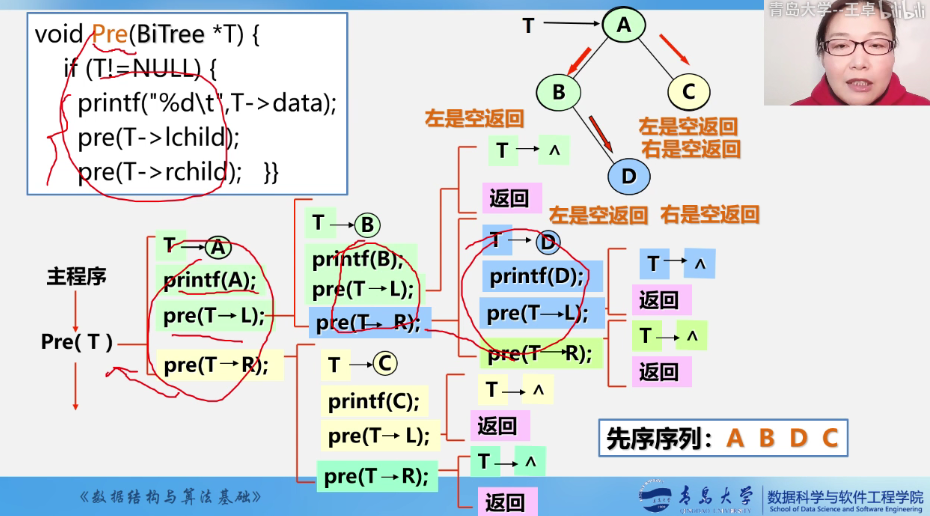 void Pre(BiTree *T) {
if (T!=NULL) {
printf("%d\t",T->data);
pre(T->lchild);
pre(T->rchild); }}
T
A
B
C
D
左是空返回
左是空返回
右是空返回
左是空返回 右是空返回
青岛大学--王卓 bilibili
主程序
Pre( T )
T→A
printf(A);
pre(T→L);
pre(T→R);
T→B
printf(B);
pre(T→L);
pre(T→R);
T→∧
返回
T→D
printf(D);
pre(T→L);
pre(T→R);
T→∧
返回
T→∧
返回
T→C
printf(C);
pre(T→L);
pre(T→R);
T→∧
返回
T→∧
返回
先序序列：A B D C
《数据结构与算法基础》
青岛大学
数据科学与软件工程学院
School of Data Science and Software Engineering